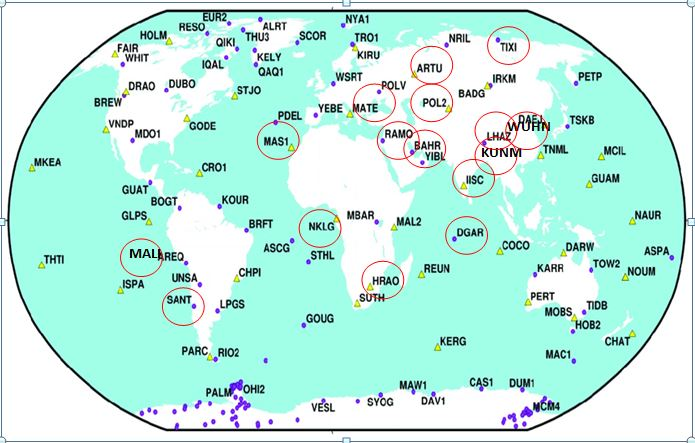 EUR2 ALRT NYA1
RESO THU3 SCOR TRO1 NRIL TIXI
HOLM QIKI KELY KIRU
FAIR IQAL QAQ1 ARTU
WHIT WSRT POLV IRKM PETP
DRAO DUBO STJO BADG
BREW YEBE MATE POL2
VNDP GODE PDEL DAEJ TSKB
MDO1 MAS1 RAMO LHAZ WUHN
BAHR KUNM TNML MCIL
MKEA CRO1 YIBL
GUAT IISC GUAM
BOGT KOUR
GLPS MBAR MAL2 NAUR
BRFT NKLG DGAR
ASCG COCO DARW
MALI AREQ STHL ASPA
THTI UNSA CHPI REUN KARR TOW2 NOUM
ISPA HRAO
SANT LPGS SUTH PERT TIDB
GOUG MOBS
HOB2
PARC RIO2 KERG MAC1 CHAT
PALM OHI2 MAW1 CAS1 DUM1
VESL SYOG DAV1 MCM4